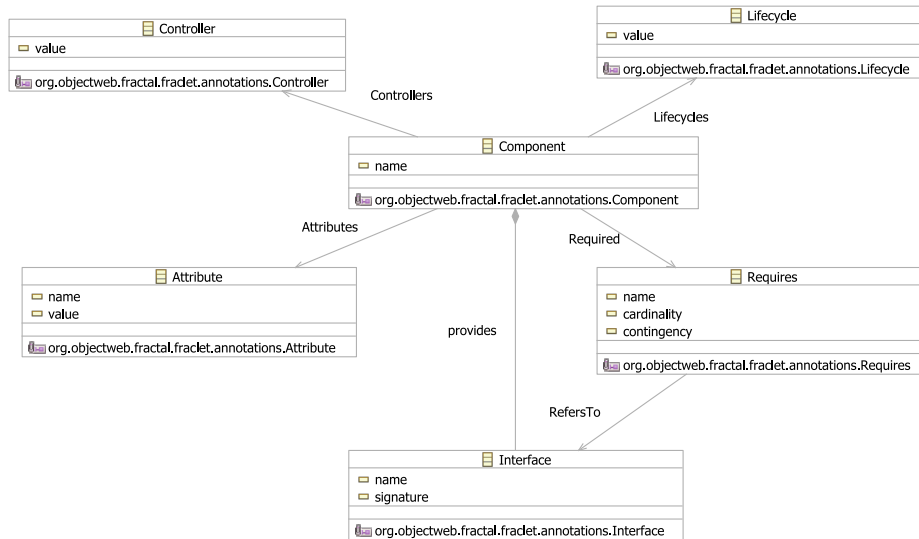 Controller
value
org.objectweb.fractal.fraclet.annotations.Controller
Lifecycle
value
org.objectweb.fractal.fraclet.annotations.Lifecycle
Controllers
Lifecycles
Component
name
org.objectweb.fractal.fraclet.annotations.Component
Attributes
Required
Attribute
name
value
org.objectweb.fractal.fraclet.annotations.Attribute
provides
Requires
name
cardinality
contingency
org.objectweb.fractal.fraclet.annotations.Requires
RefersTo
Interface
name
signature
org.objectweb.fractal.fraclet.annotations.Interface